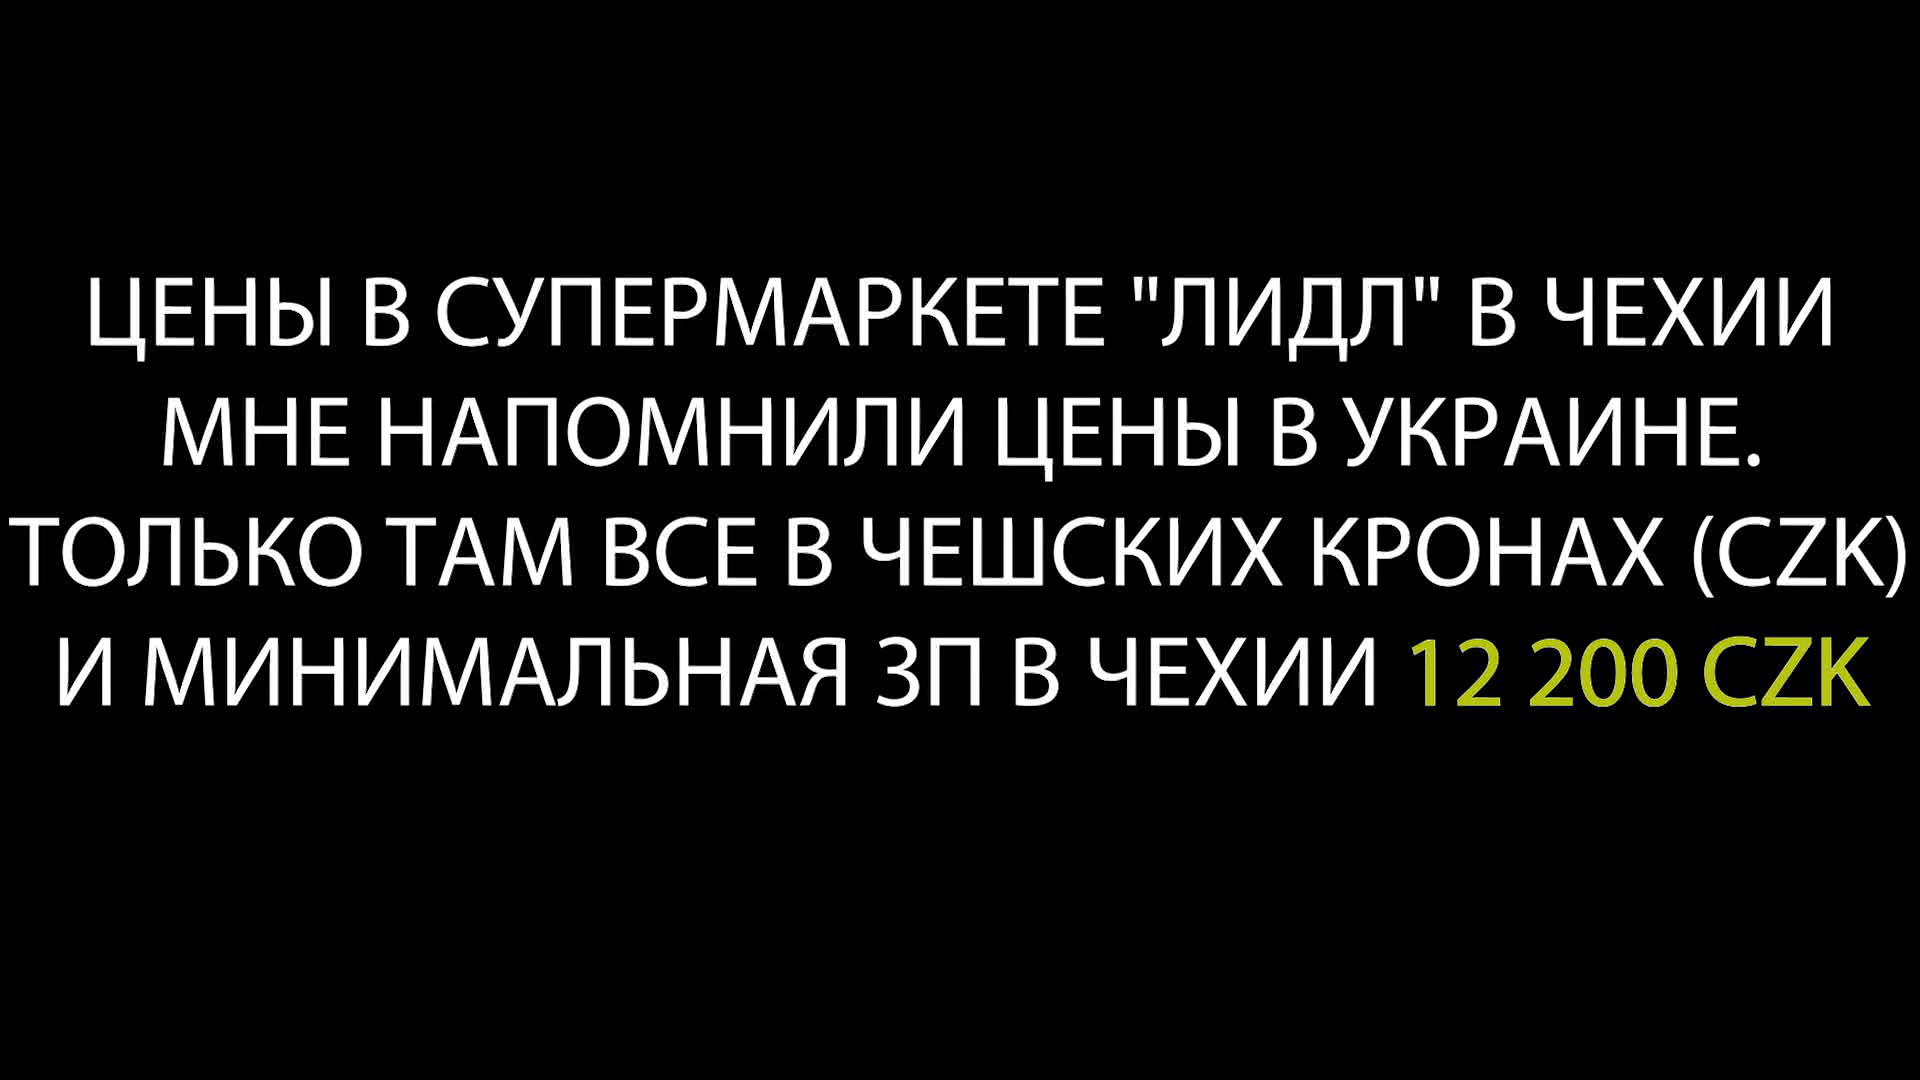 ЦЕНЫ В СУПЕРМАРКЕТЕ "ЛИДЛ" В ЧЕХИИ
МНЕ НАПОМНИЛИ ЦЕНЫ В УКРАИНЕ.
ТОЛЬКО ТАМ ВСЕ В ЧЕШСКИХ КРОНАХ (CZK)
И МИНИМАЛЬНАЯ ЗП В ЧЕХИИ 12 200 CZK